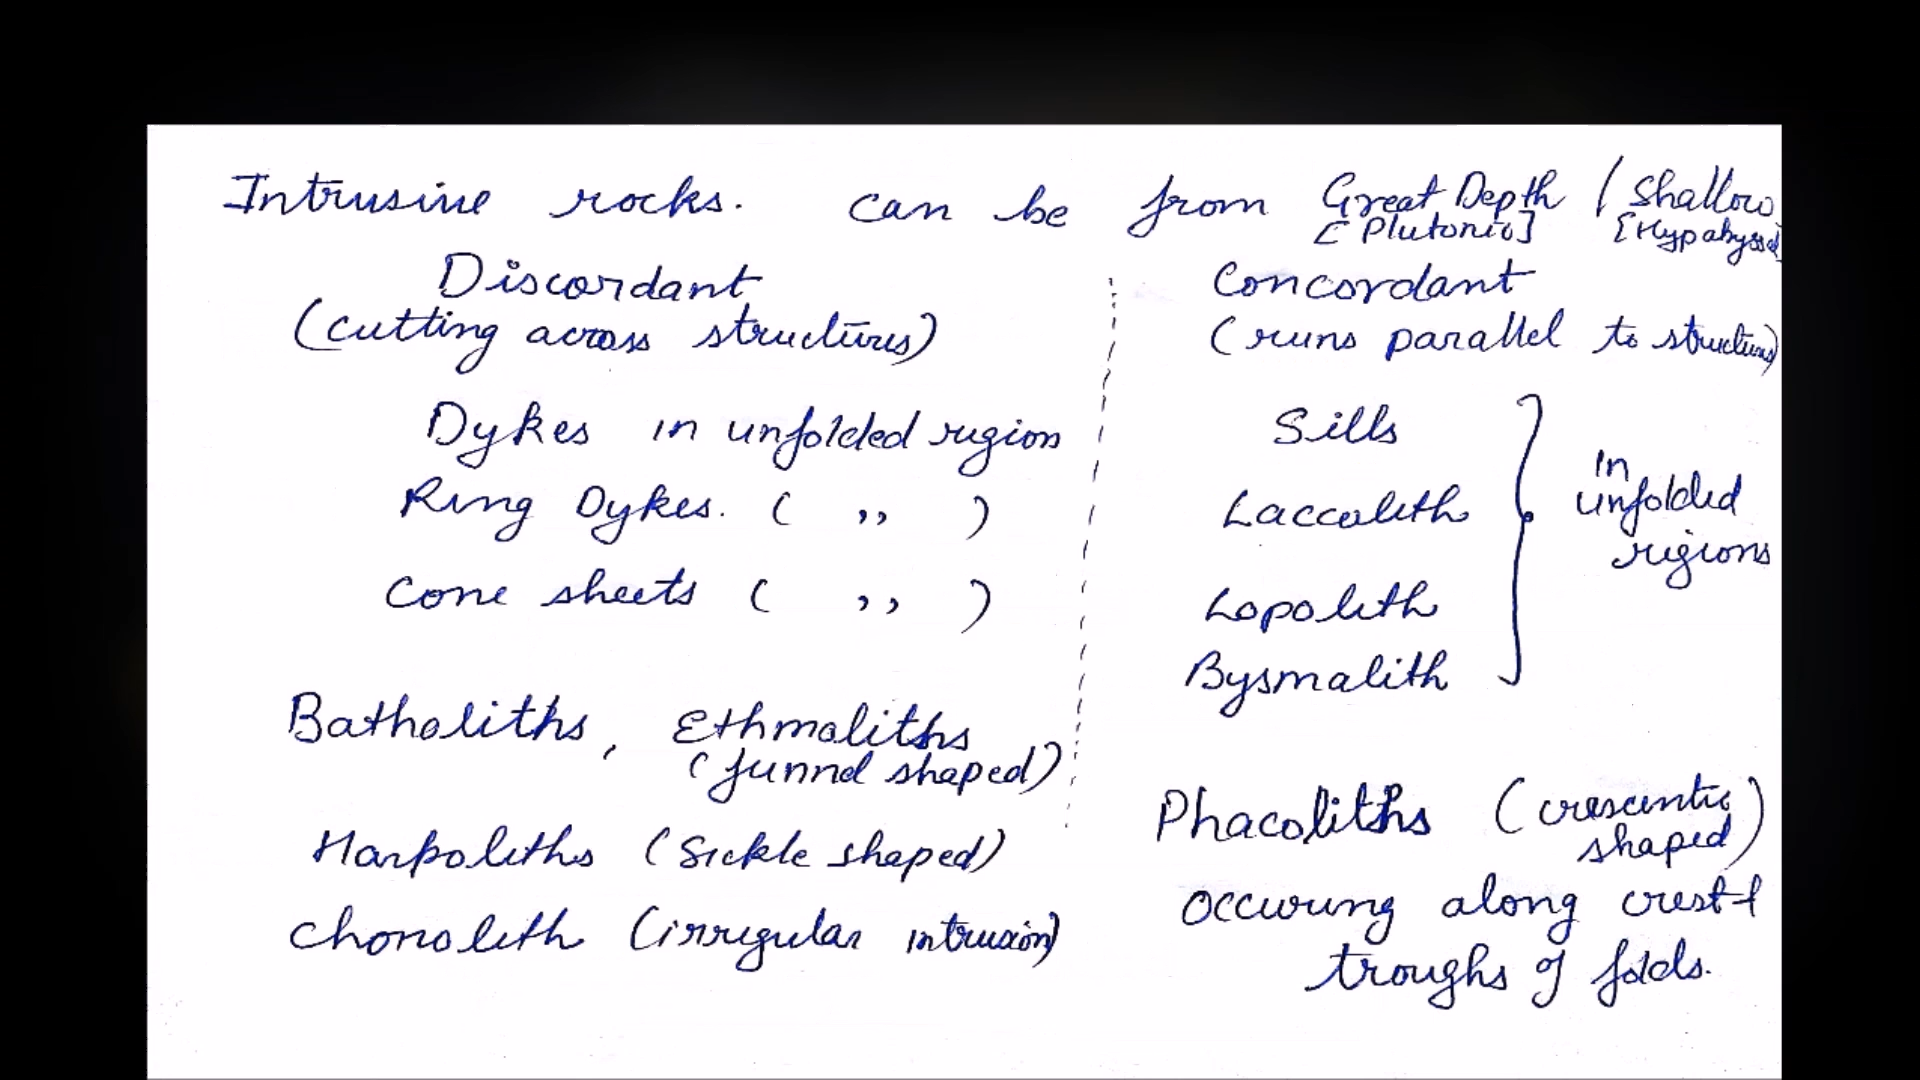 Intrusive rocks. can be from Great Depth / Shallow
[Plutonic] [Hypabyssal]
Discordant
(cutting across structures)
Dykes in unfolded region
Ring Dykes. ( ,, )
Cone sheets ( ,, )
Batholiths, Ethmoliths
(funnel shaped)
Harpoliths (Sickle shaped)
Chonolith (irregular intrusion)
Concordant
(runs parallel to structures)
Sills
Laccolith
Lopolith
Bysmalith
In
unfolded
regions
Phacoliths (crescentic
shaped)
occuring along crest +
troughs of folds.